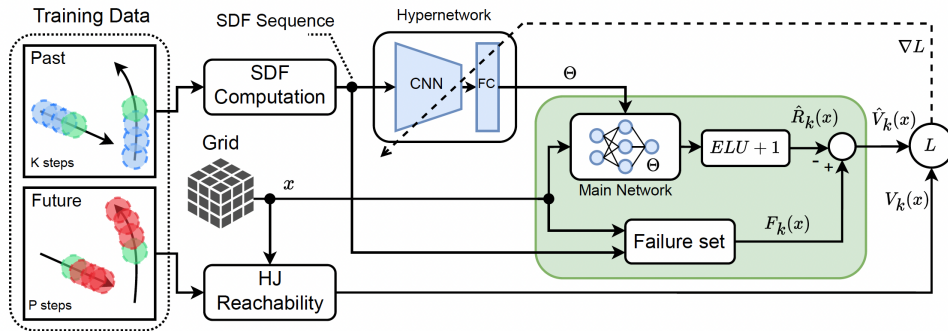 Training Data
Past
K steps
Future
P steps
SDF Sequence
SDF
Computation
Grid
x
HJ
Reachability
Hypernetwork
CNN
FC
Θ
Θ
Main Network
ELU + 1
Failure set
R̂ₖ(x)
- +
Fₖ(x)
V̂ₖ(x)
Vₖ(x)
L
∇L